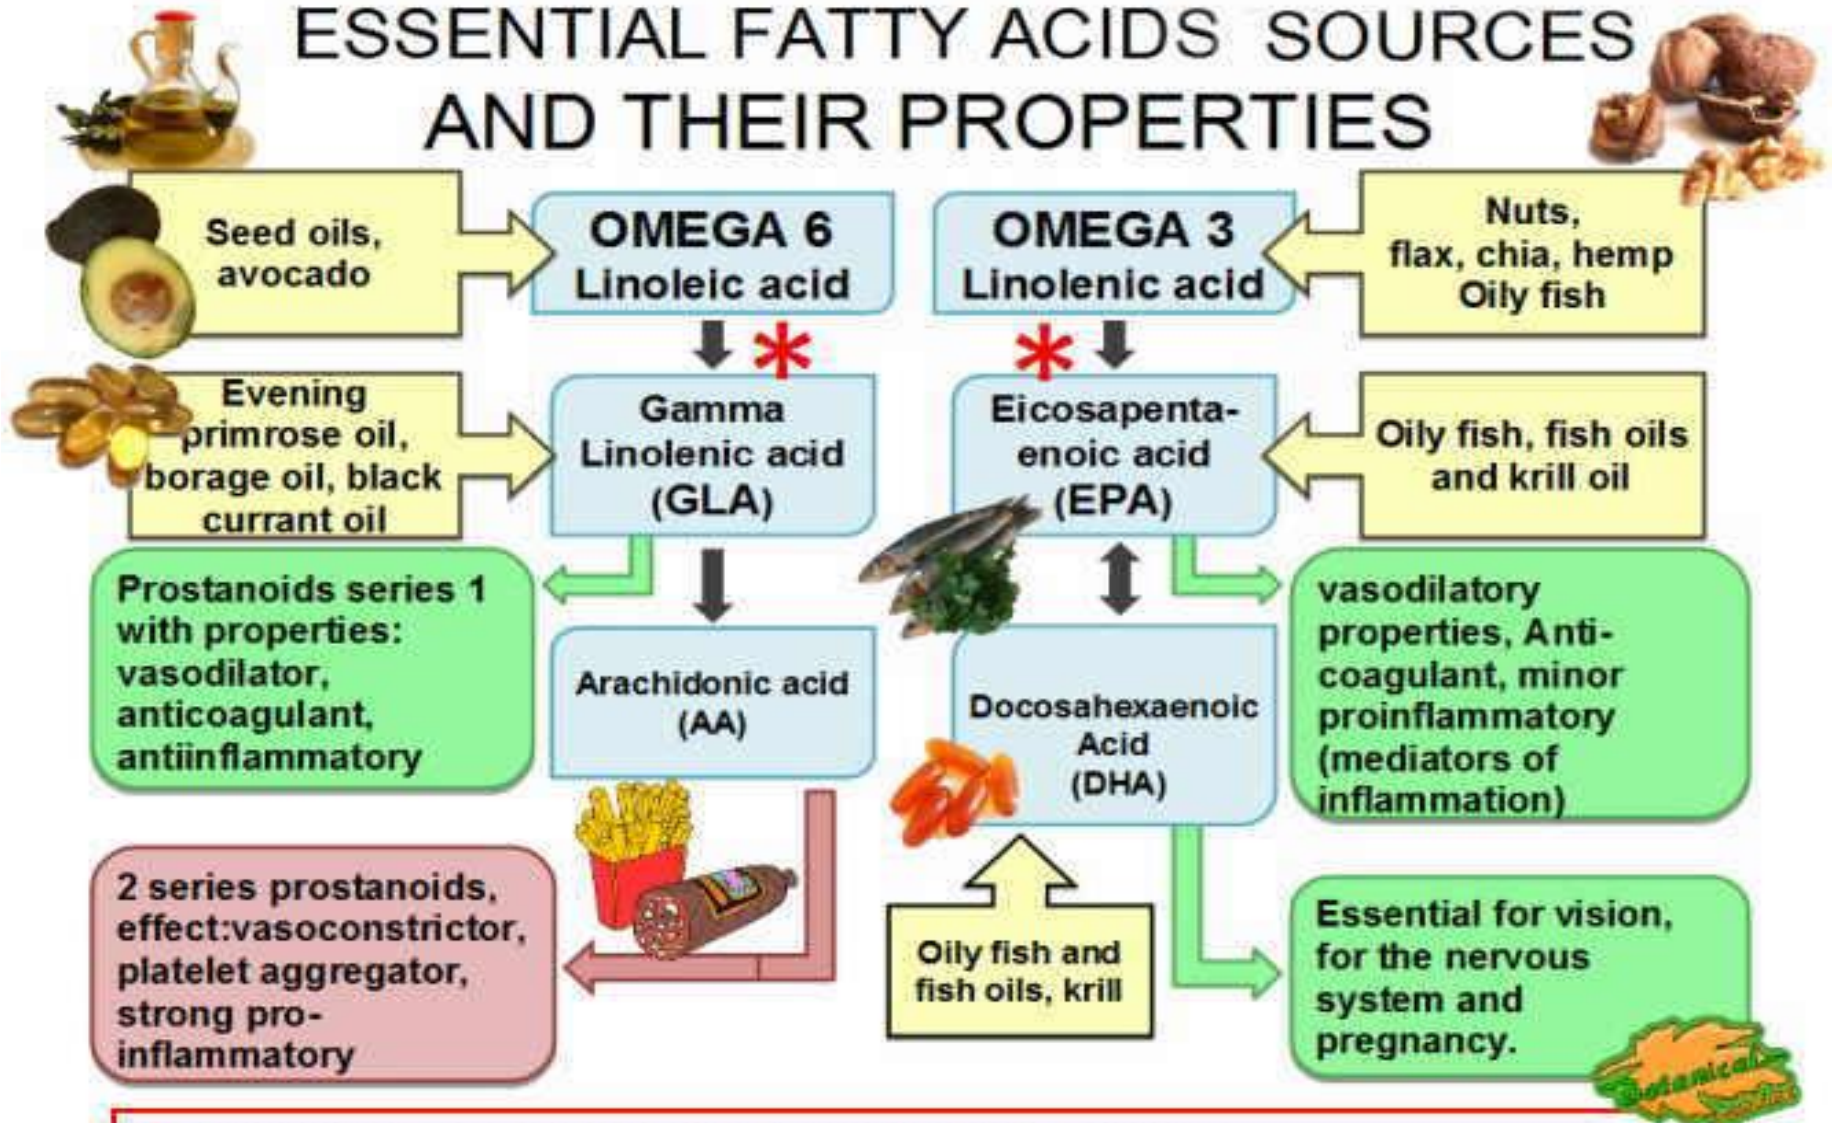 ESSENTIAL FATTY ACIDS SOURCES
AND THEIR PROPERTIES
Seed oils,
avocado
OMEGA 6
Linoleic acid
OMEGA 3
Linolenic acid
Nuts,
flax, chia, hemp
Oily fish
*
*
Evening
primrose oil,
borage oil, black
currant oil
Gamma
Linolenic acid
(GLA)
Eicosapenta-
enoic acid
(EPA)
Oily fish, fish oils
and krill oil
Prostanoids series 1
with properties:
vasodilator,
anticoagulant,
antiinflammatory
Arachidonic acid
(AA)
Docosahexaenoic
Acid
(DHA)
vasodilatory
properties, Anti-
coagulant, minor
proinflammatory
(mediators of
inflammation)
2 series prostanoids,
effect:vasoconstrictor,
platelet aggregator,
strong pro-
inflammatory
Oily fish and
fish oils, krill
Essential for vision,
for the nervous
system and
pregnancy.
Botanical